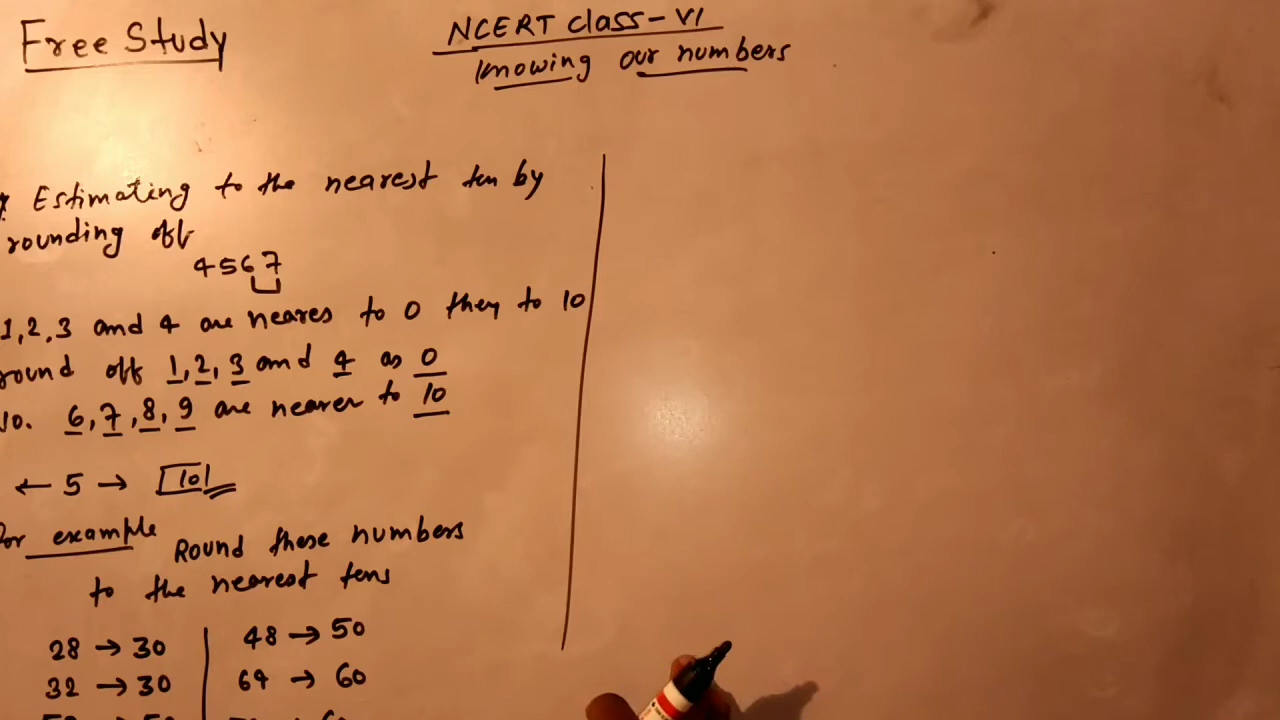 Free Study
NCERT class-VI
Knowing our numbers
Estimating to the nearest ten by
rounding off
4567
1,2,3 and 4 are neares to 0 then to 10
round off 1,2,3 and 4 as 0
10. 6,7,8,9 are nearer to 10
← 5 → 10
For example Round these numbers
to the nearest tens
28 → 30
32 → 30
48 → 50
64 → 60